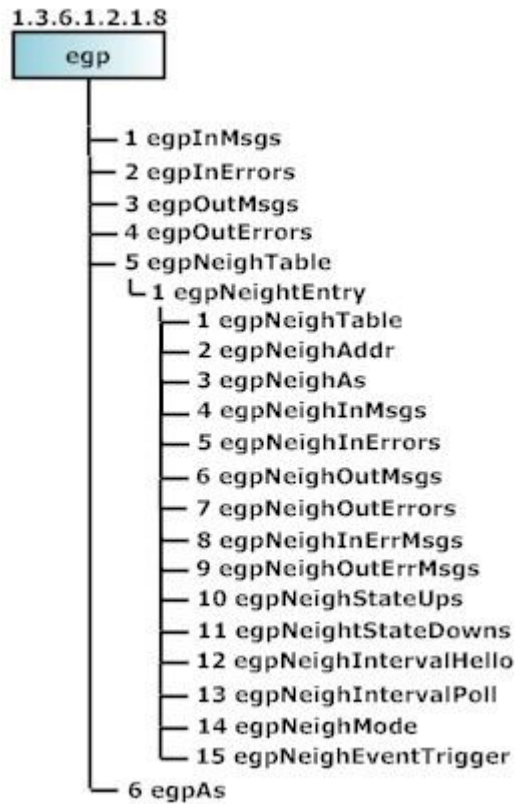 1.3.6.1.2.1.8
egp
1 egpInMsgs
2 egpInErrors
3 egpOutMsgs
4 egpOutErrors
5 egpNeighTable
1 egpNeightEntry
1 egpNeighTable
2 egpNeighAddr
3 egpNeighAs
4 egpNeighInMsgs
5 egpNeighInErrors
6 egpNeighOutMsgs
7 egpNeighOutErrors
8 egpNeighInErrMsgs
9 egpNeighOutErrMsgs
10 egpNeighStateUps
11 egpNeightStateDowns
12 egpNeighIntervalHello
13 egpNeighIntervalPoll
14 egpNeighMode
15 egpNeighEventTrigger
6 egpAs